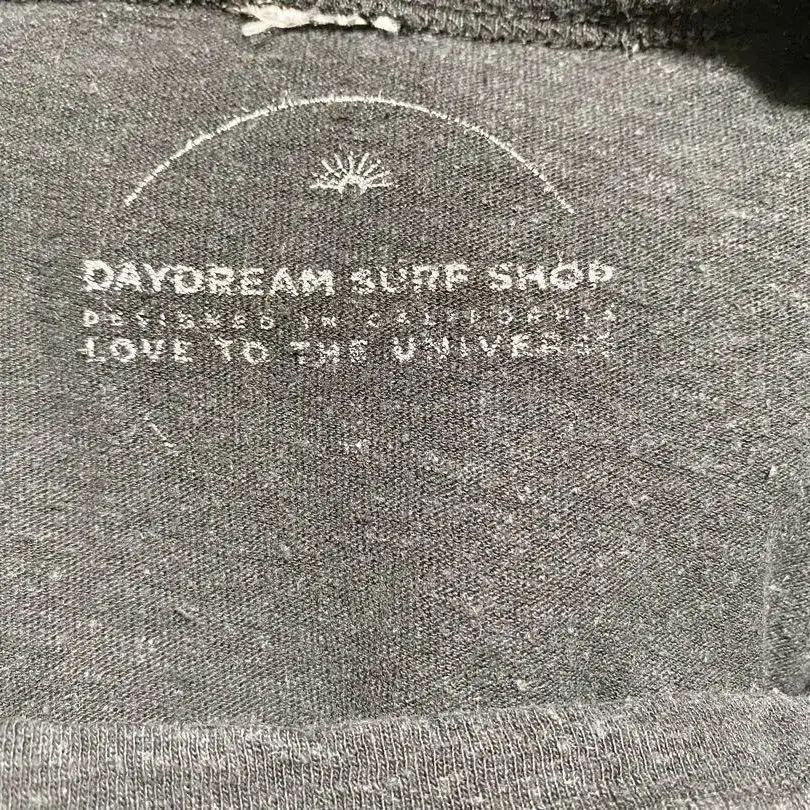 DAYDREAM SURF SHOP
DESIGNED IN CALIFORNIA
LOVE TO THE UNIVERSE